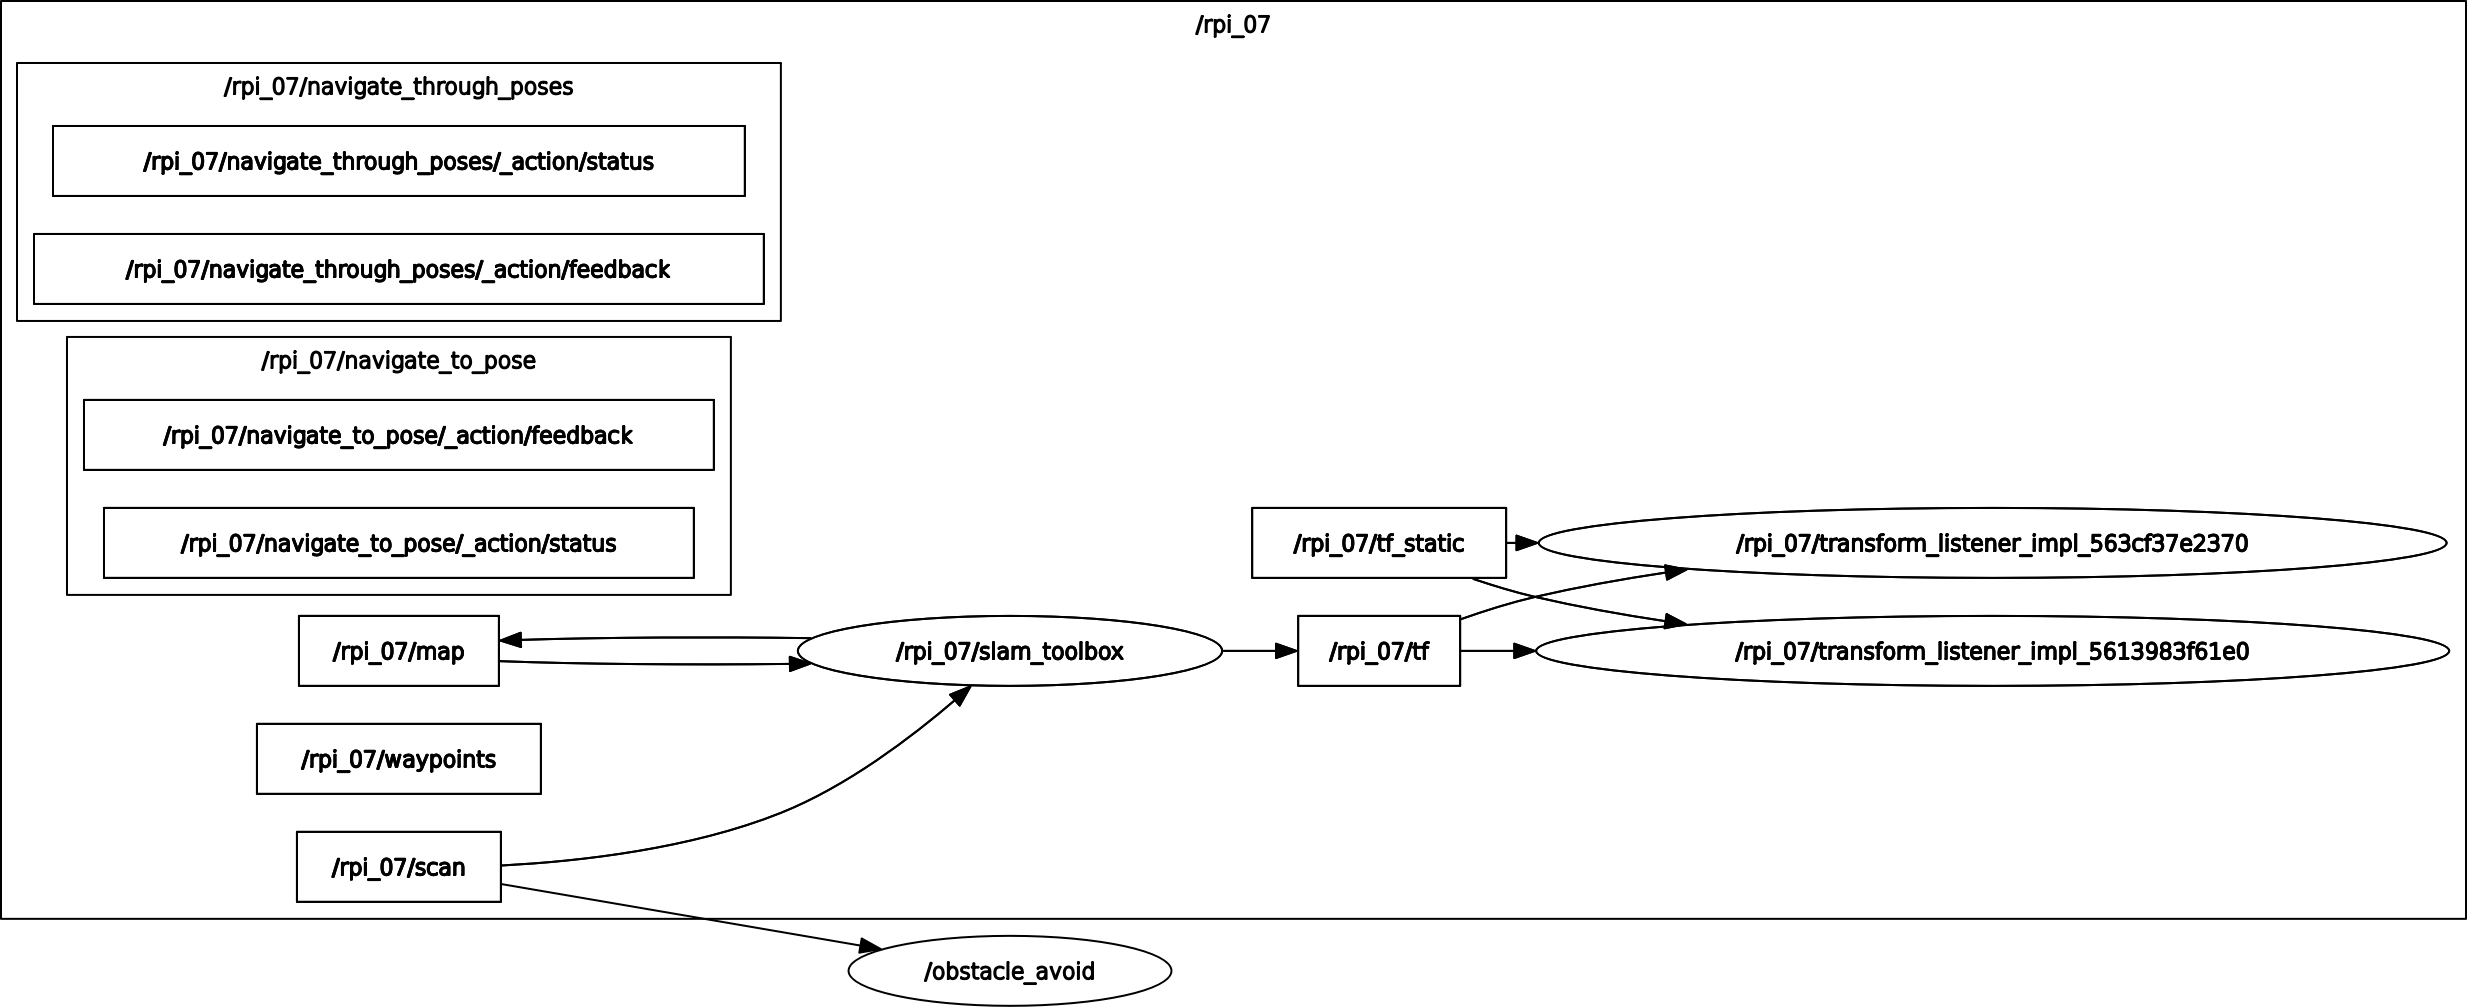 /rpi_07
/rpi_07/navigate_through_poses
/rpi_07/navigate_through_poses/_action/status
/rpi_07/navigate_through_poses/_action/feedback
/rpi_07/navigate_to_pose
/rpi_07/navigate_to_pose/_action/feedback
/rpi_07/navigate_to_pose/_action/status
/rpi_07/tf_static
/rpi_07/transform_listener_impl_563cf37e2370
/rpi_07/map
/rpi_07/slam_toolbox
/rpi_07/tf
/rpi_07/transform_listener_impl_5613983f61e0
/rpi_07/waypoints
/rpi_07/scan
/obstacle_avoid